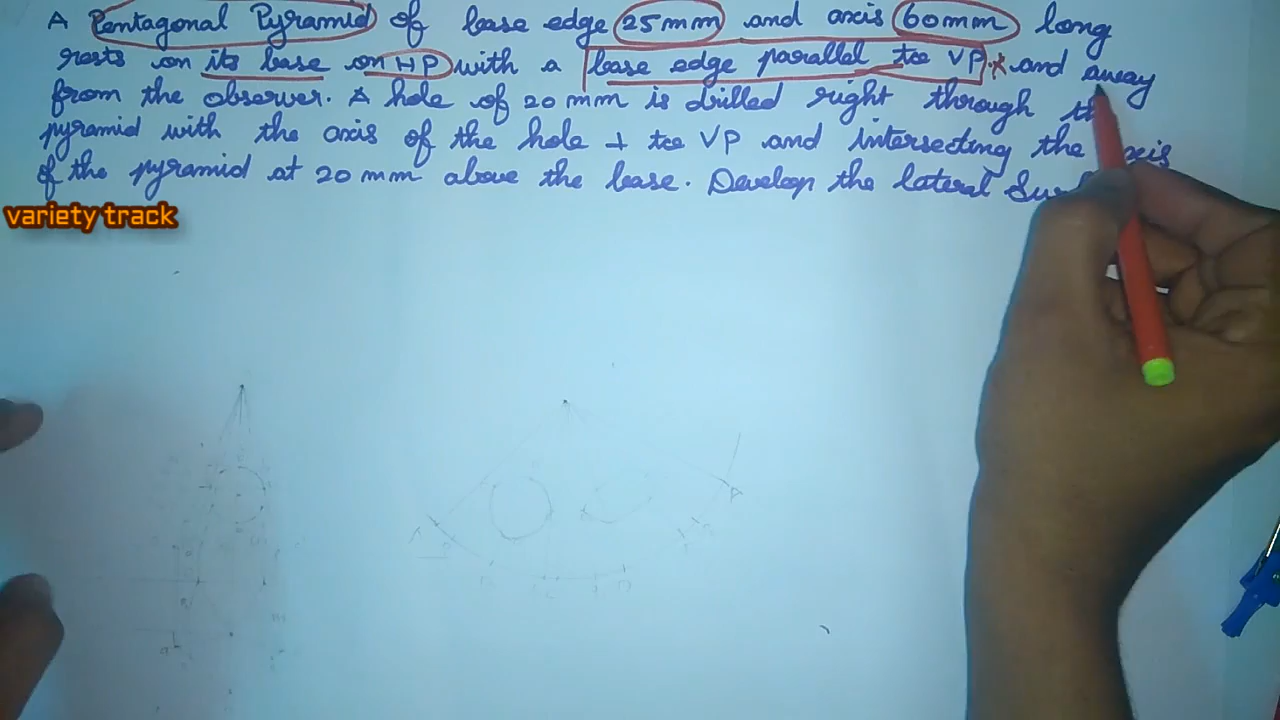 A Pentagonal Pyramid of base edge 25mm and axis 60mm long
rests on its base on HP with a base edge parallel to VP * and away
from the observer. A hole of 20 mm is drilled right through
pyramid with the axis of the hole ⊥ to VP and intersecting the
of the pyramid at 20 mm above the base. Develop the lateral
variety track